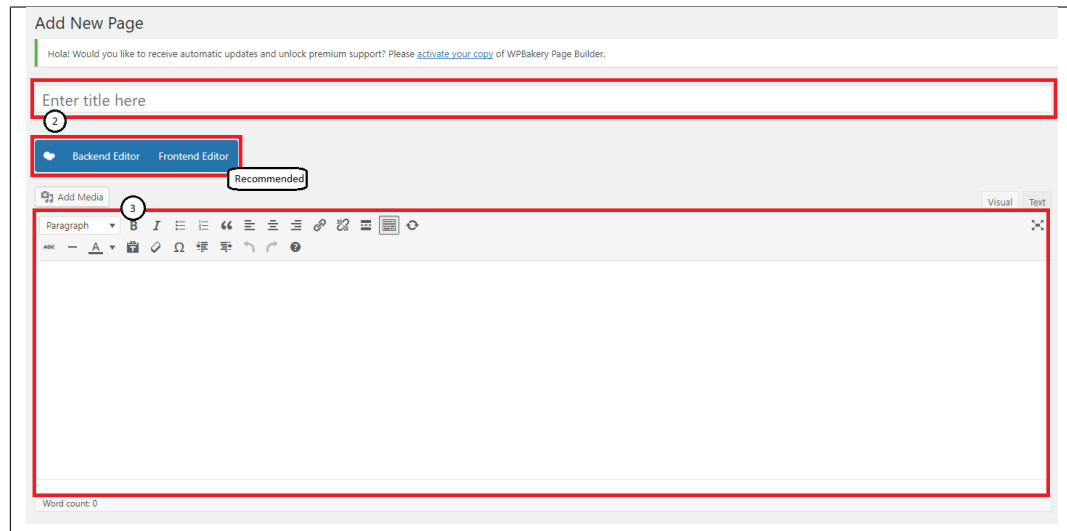 Add New Page
Hola! Would you like to receive automatic updates and unlock premium support? Please activate your copy of WPBakery Page Builder.
Enter title here
2
Backend Editor Frontend Editor
Recommended
Add Media
Visual Text
3
Paragraph B I
ABC A Ω
Word count: 0